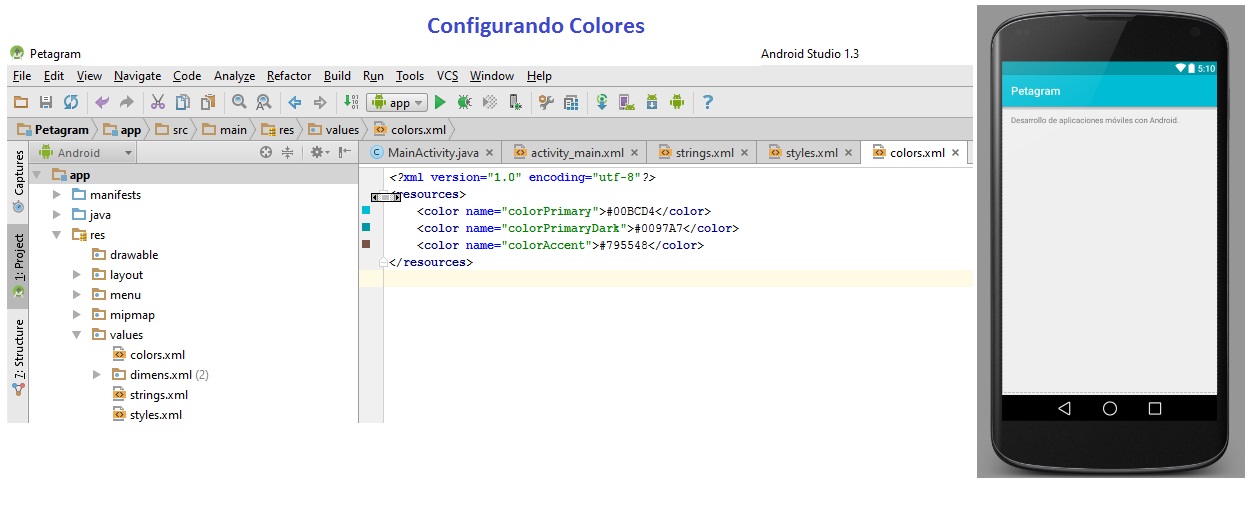 Configurando Colores
Petagram
Android Studio 1.3
File Edit View Navigate Code Analyze Refactor Build Run Tools VCS Window Help
app
Petagram app src main res values colors.xml
Captures
1: Project
7: Structure
Android
app
manifests
java
res
drawable
layout
menu
mipmap
values
colors.xml
dimens.xml (2)
strings.xml
styles.xml
MainActivity.java activity_main.xml strings.xml styles.xml colors.xml
<?xml version="1.0" encoding="utf-8"?>
<resources>
<color name="colorPrimary">#00BCD4</color>
<color name="colorPrimaryDark">#0097A7</color>
<color name="colorAccent">#795548</color>
</resources>
5:10
Petagram
Desarrollo de aplicaciones móviles con Android.